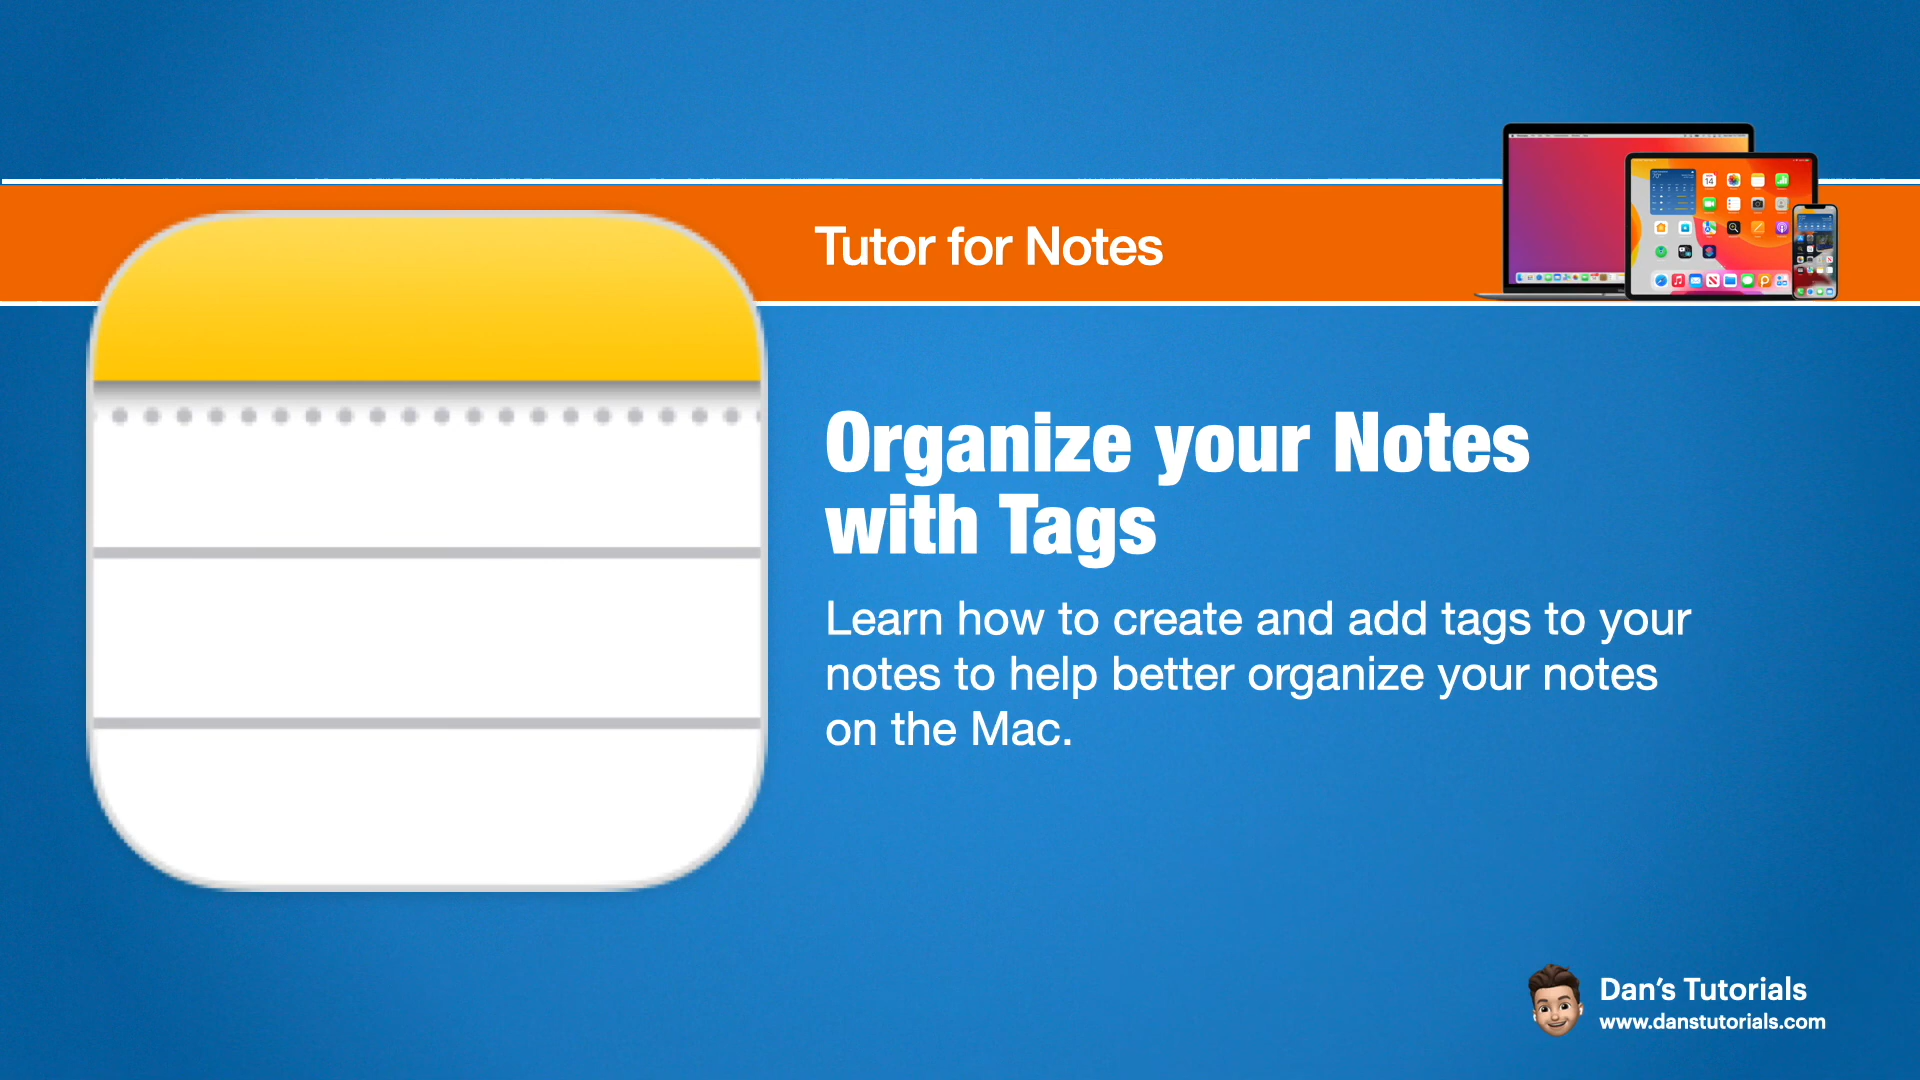 Tutor for Notes
Organize your Notes
with Tags
Learn how to create and add tags to your
notes to help better organize your notes
on the Mac.
Dan's Tutorials
www.danstutorials.com